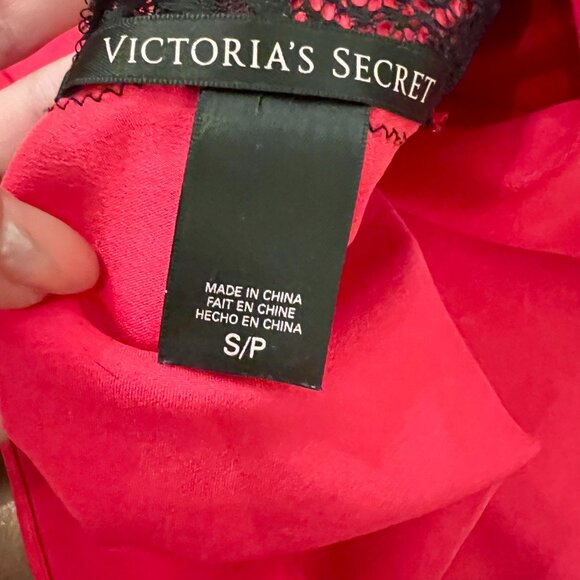 VICTORIA'S SECRET
MADE IN CHINA
FAIT EN CHINE
HECHO EN CHINA
S/P